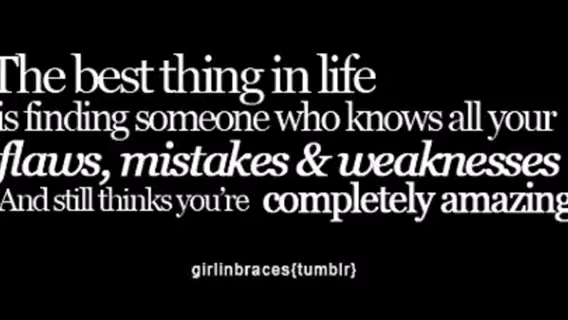 The best thing in life
is finding someone who knows all your
flaws, mistakes & weaknesses
And still thinks you're completely amazing
girlinbraces{tumblr}